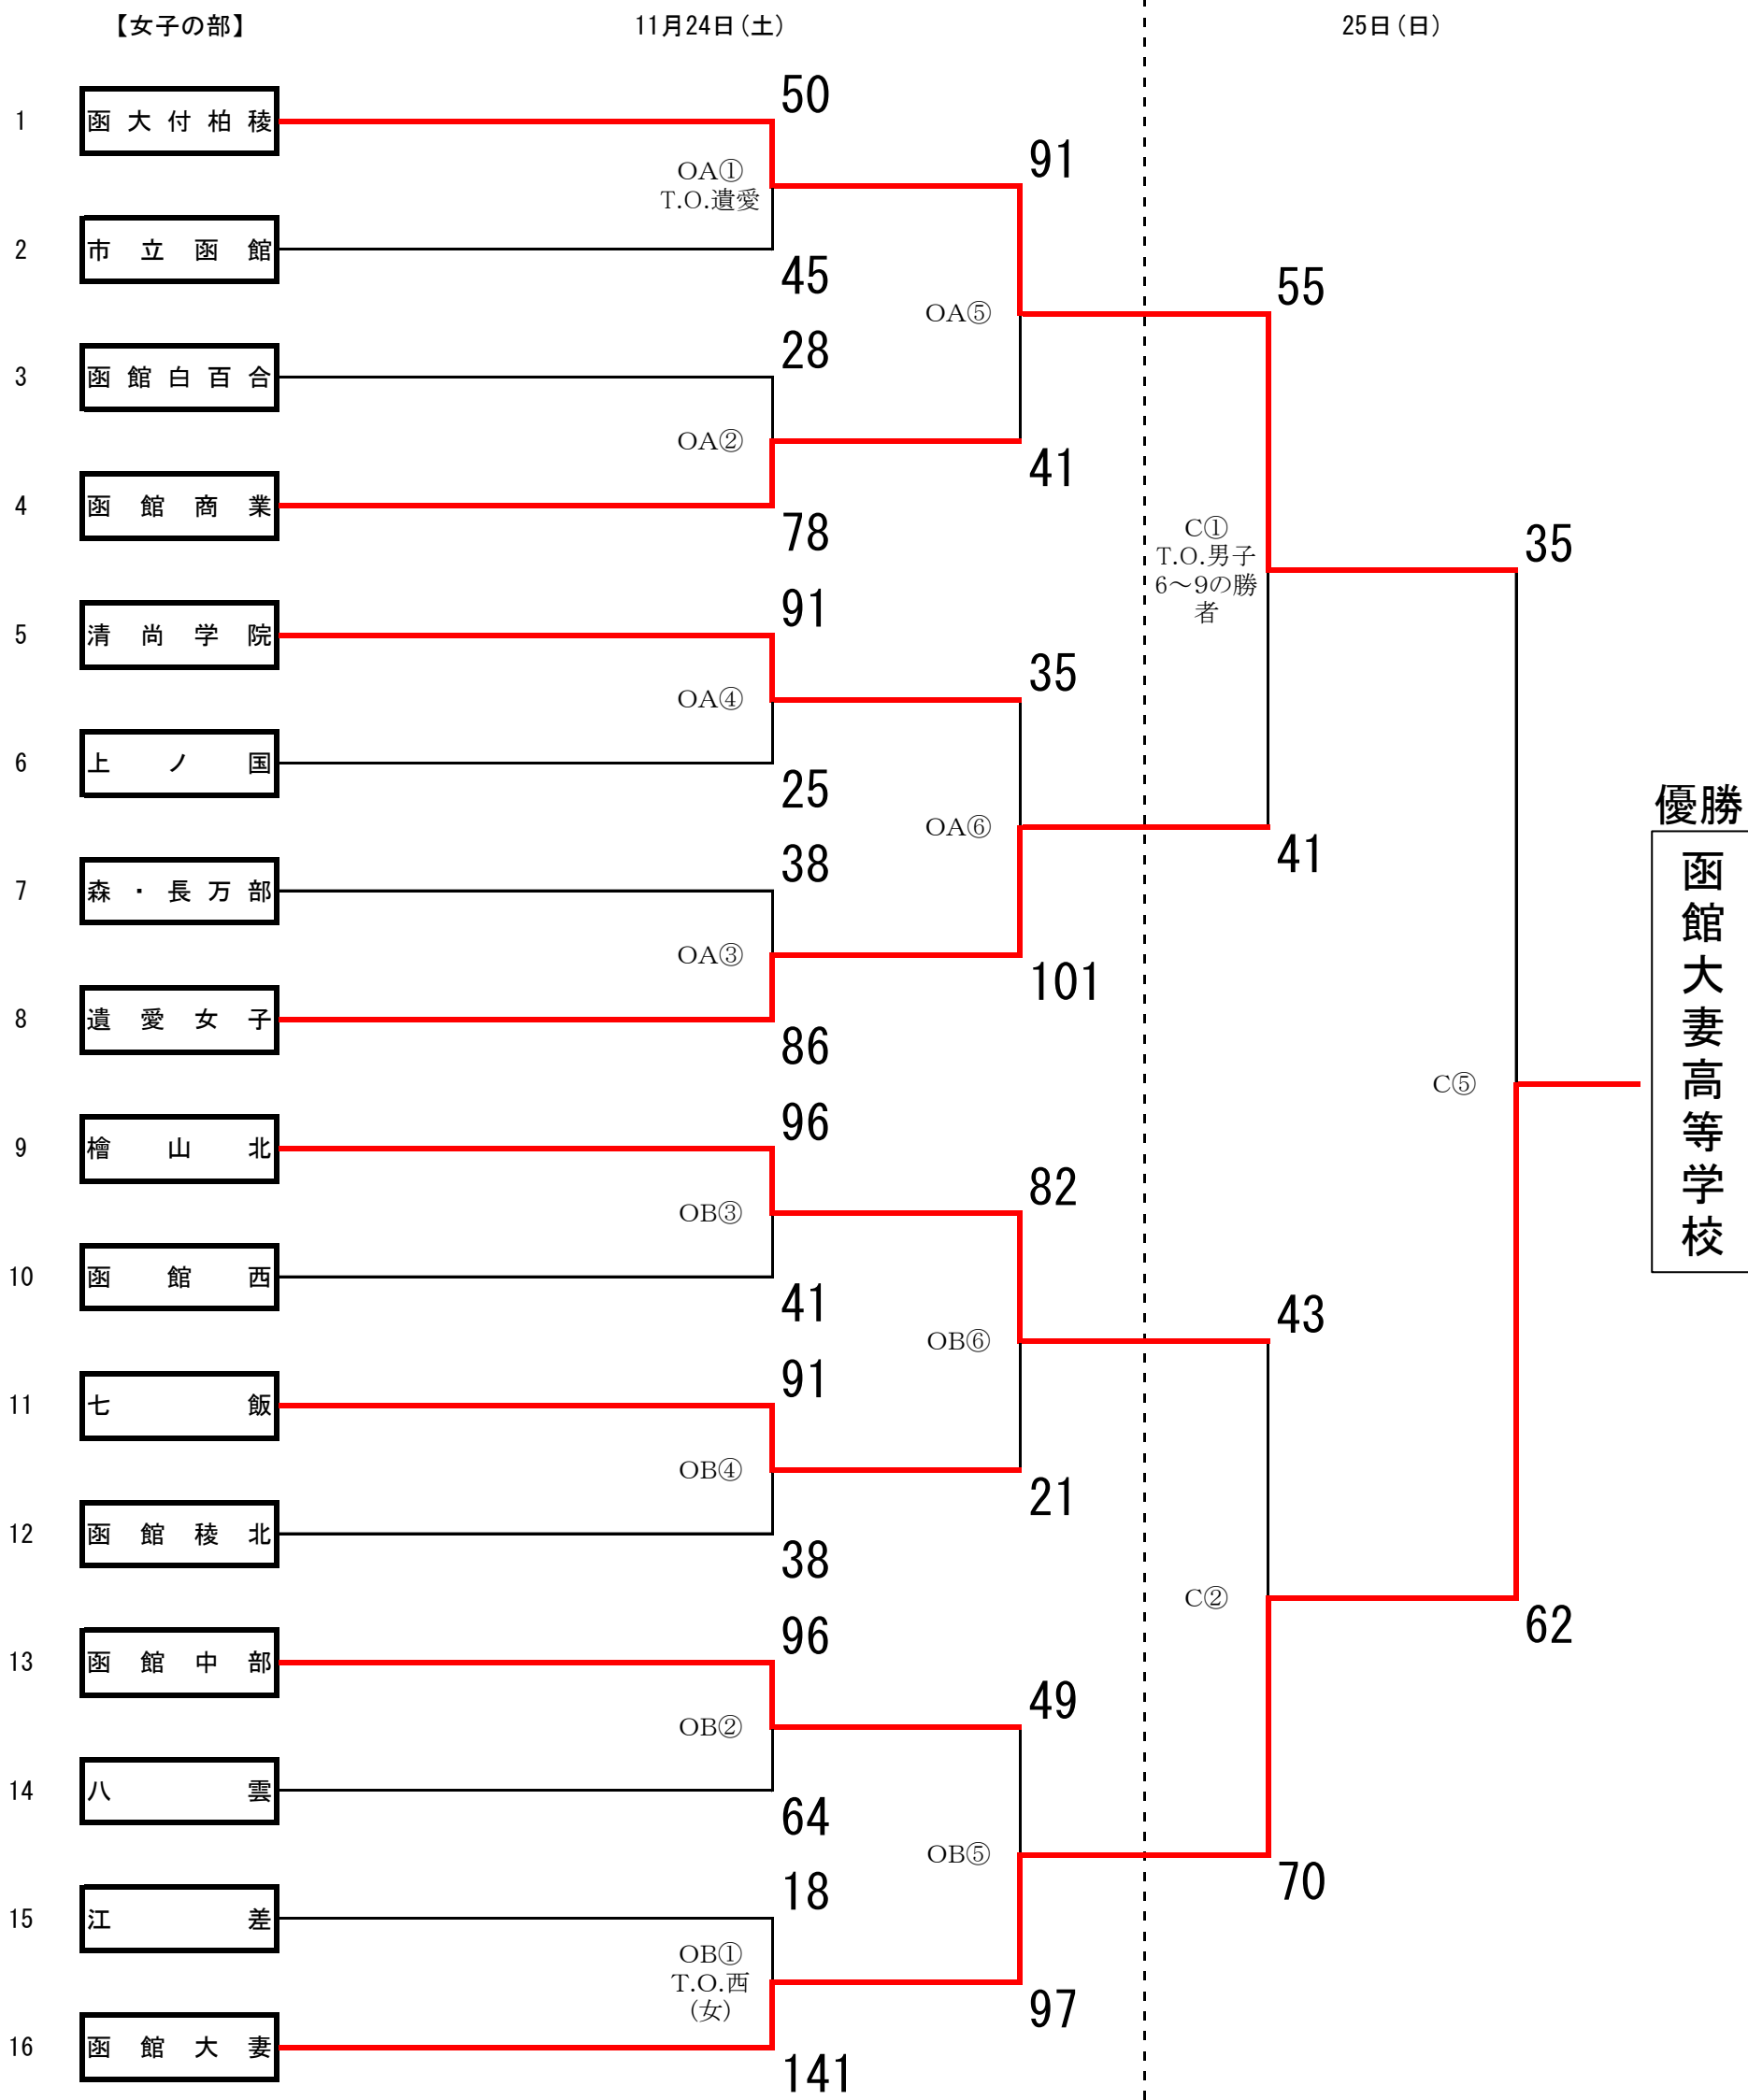 【女子の部】
11月24日(土)
25日(日)
50
1
函大付柏稜
91
OA①
T.O.遺愛
2
市立函館
45
55
OA⑤
28
3
函館白百合
OA②
41
4
函館商業
78
C①
T.O.男子
6～9の勝
者
35
91
5
清尚学院
35
OA④
6
上ノ国
25
優勝
函館大妻高等学校
OA⑥
41
38
7
森・長万部
OA③
101
8
遺愛女子
86
C⑤
96
9
檜山北
82
OB③
10
函館西
41
43
OB⑥
91
11
七飯
OB④
21
12
函館稜北
38
C②
62
96
13
函館中部
49
OB②
14
八雲
64
OB⑤
70
18
15
江差
OB①
T.O.西
(女)
97
16
函館大妻
141